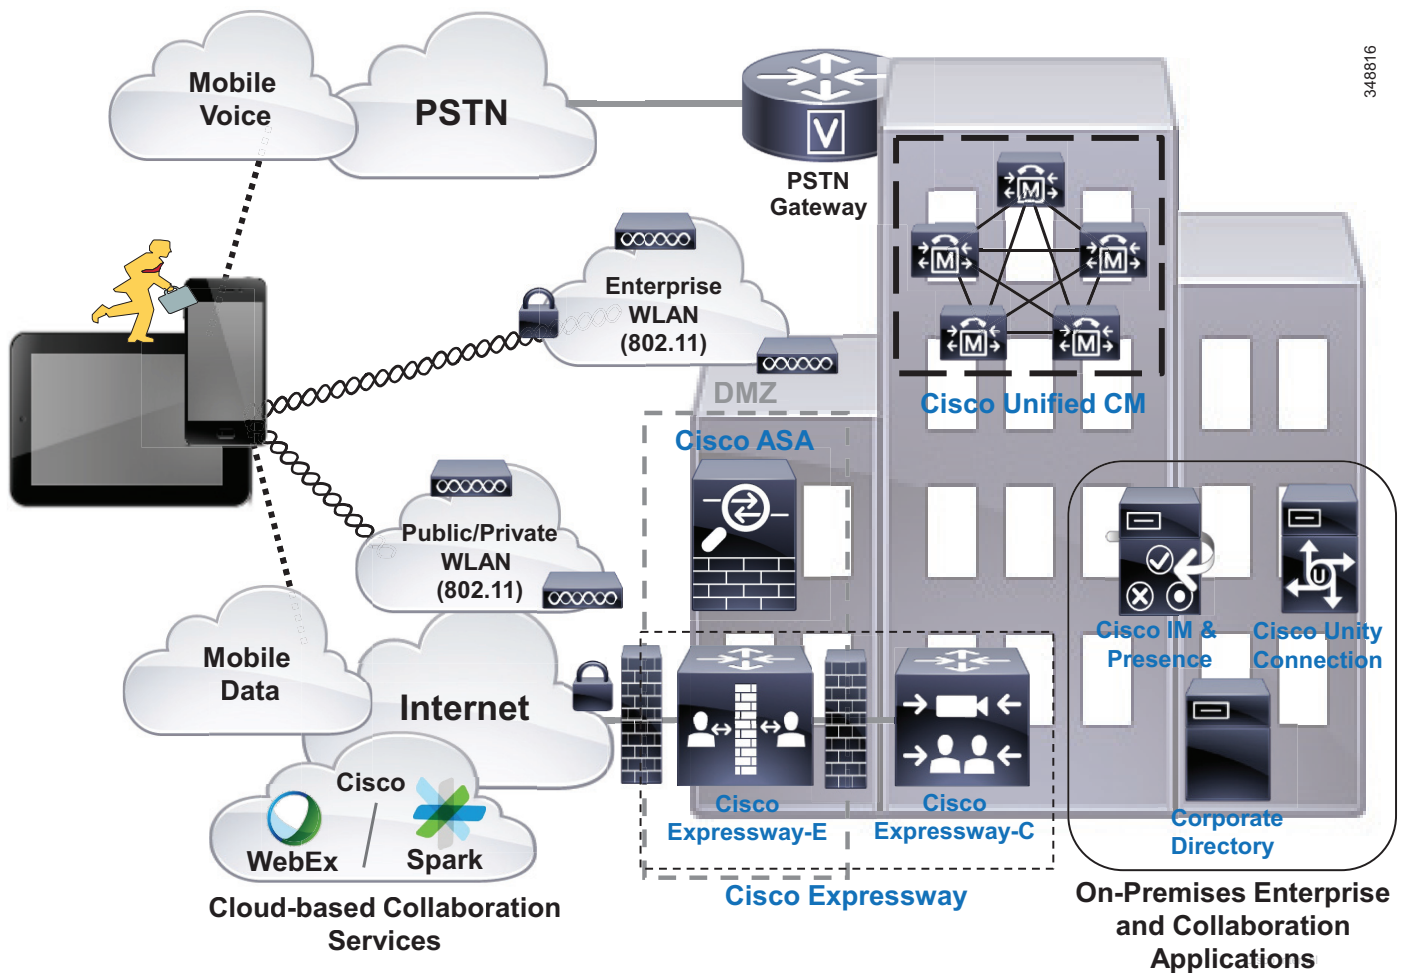 348816
Mobile
Voice
PSTN
V
PSTN
Gateway
M
M
M
M
M
Cisco Unified CM
Enterprise
WLAN
(802.11)
DMZ
Cisco ASA
Public/Private
WLAN
(802.11)
U
Cisco IM &
Presence
Cisco Unity
Connection
Mobile
Data
Internet
Cisco
WebEx
Spark
Cloud-based Collaboration
Services
Cisco
Expressway-E
Cisco
Expressway-C
Cisco Expressway
Corporate
Directory
On-Premises Enterprise
and Collaboration
Applications